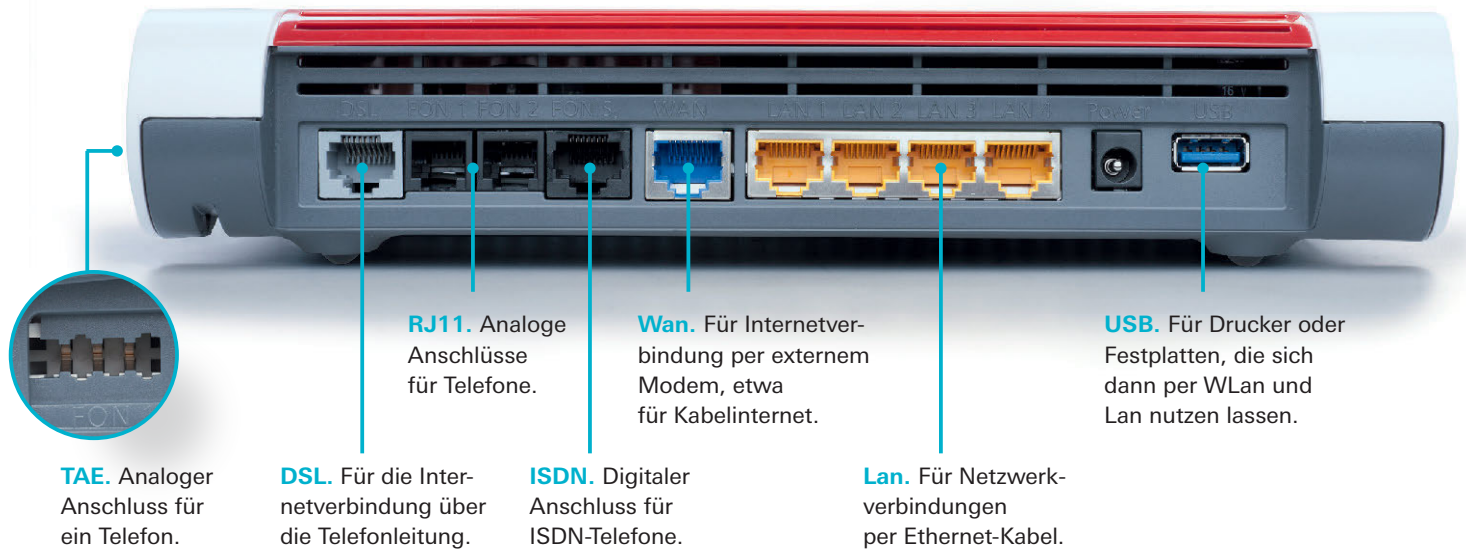 16 V
DSL FON 1 FON 2 FON S0 WAN LAN 1 LAN 2 LAN 3 LAN 4 Power USB
FON
RJ11. Analoge
Anschlüsse
für Telefone.
Wan. Für Internetver-
bindung per externem
Modem, etwa
für Kabelinternet.
USB. Für Drucker oder
Festplatten, die sich
dann per WLan und
Lan nutzen lassen.
TAE. Analoger
Anschluss für
ein Telefon.
DSL. Für die Inter-
netverbindung über
die Telefonleitung.
ISDN. Digitaler
Anschluss für
ISDN-Telefone.
Lan. Für Netzwerk-
verbindungen
per Ethernet-Kabel.